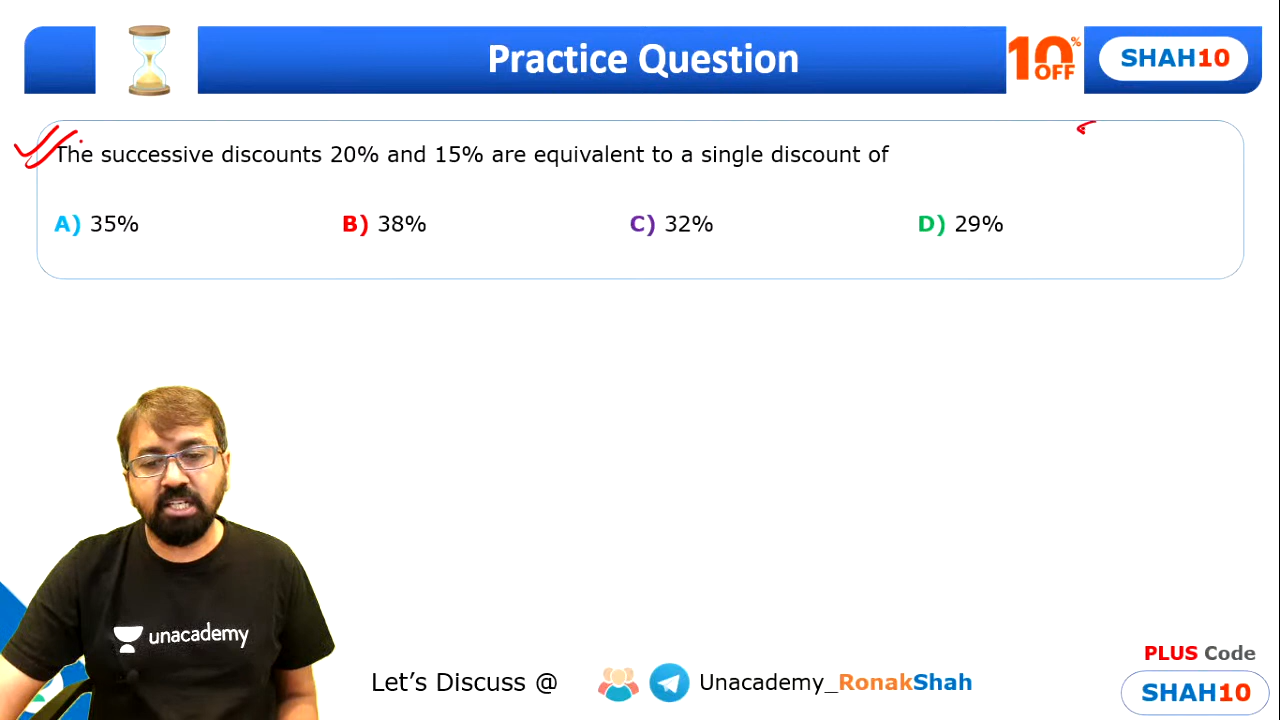 Practice Question
10% OFF
SHAH10
The successive discounts 20% and 15% are equivalent to a single discount of
A) 35%
B) 38%
C) 32%
D) 29%
unacademy
Let’s Discuss @
Unacademy_RonakShah
PLUS Code
SHAH10